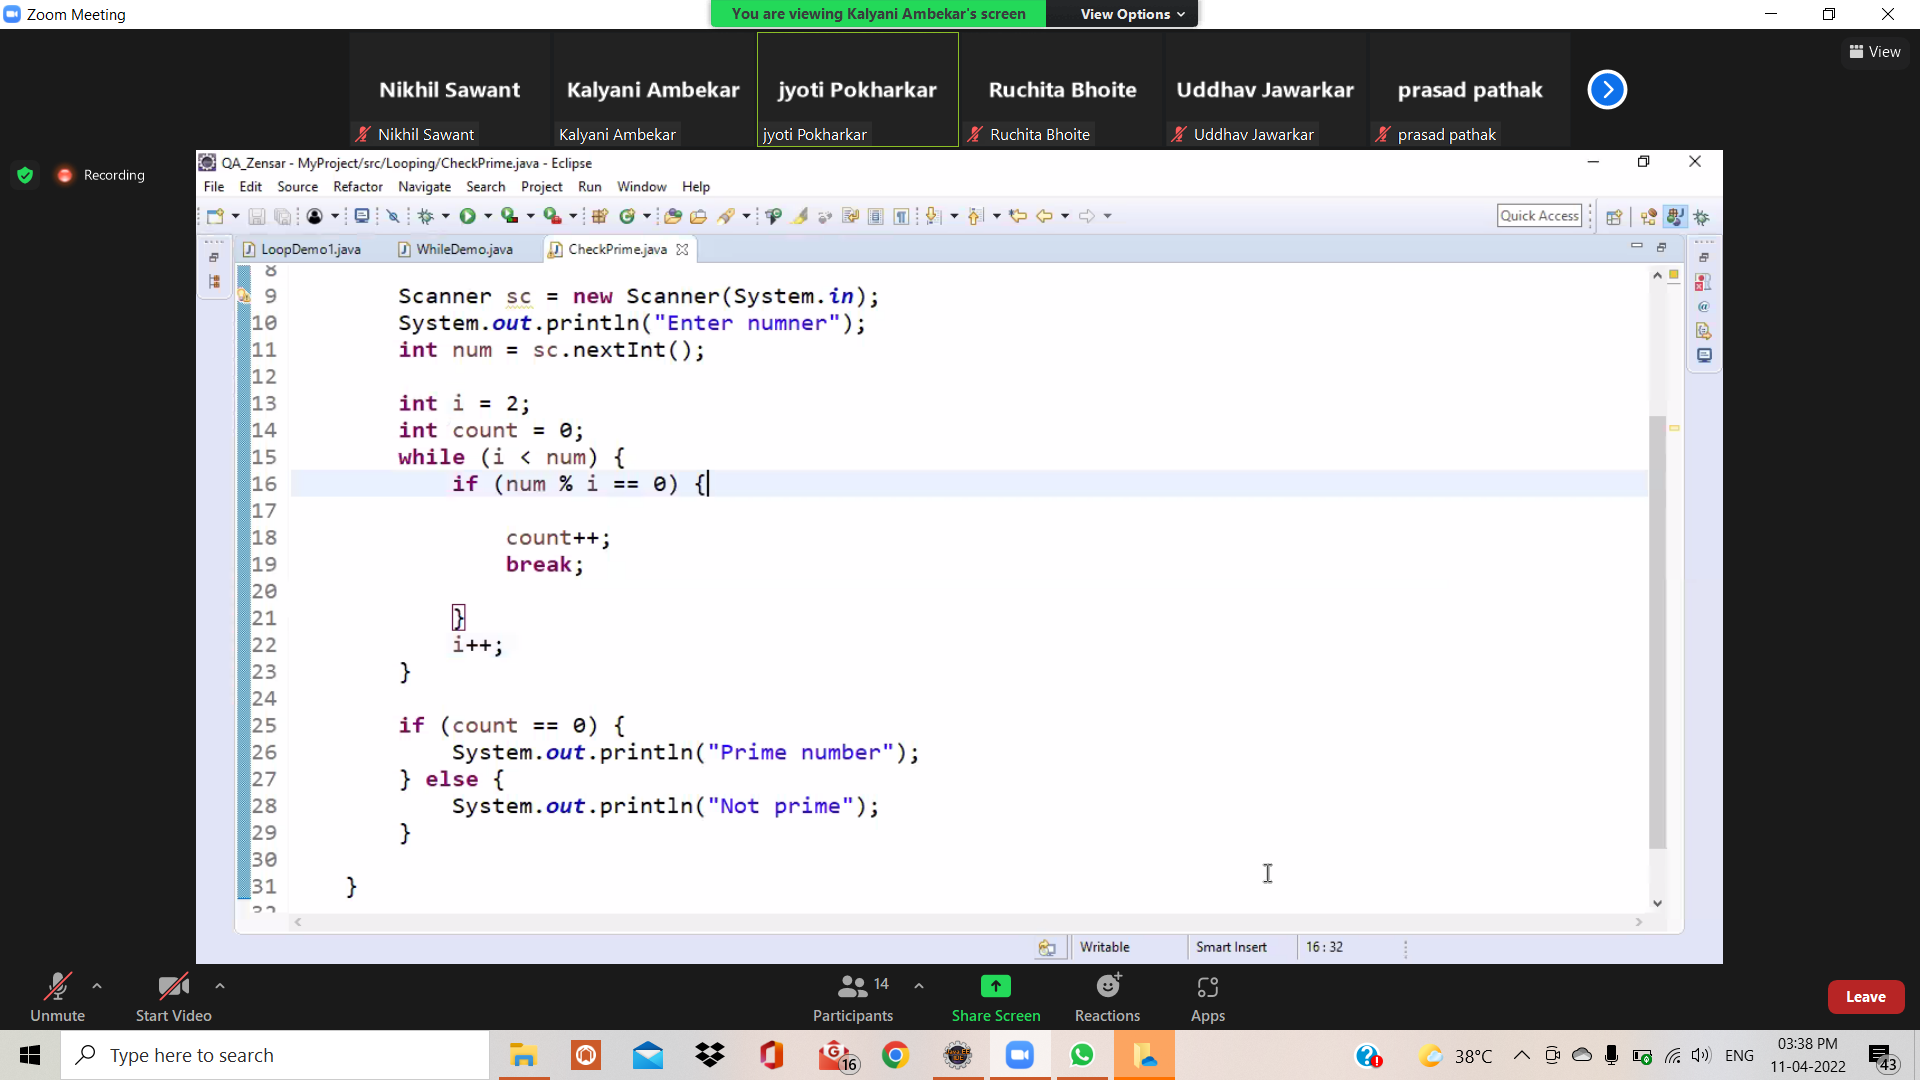 Zoom Meeting
You are viewing Kalyani Ambekar's screen View Options
View
Nikhil Sawant Kalyani Ambekar jyoti Pokharkar Ruchita Bhoite Uddhav Jawarkar prasad pathak
Nikhil Sawant Kalyani Ambekar jyoti Pokharkar Ruchita Bhoite Uddhav Jawarkar prasad pathak
Recording
QA_Zensar - MyProject/src/Looping/CheckPrime.java - Eclipse
File Edit Source Refactor Navigate Search Project Run Window Help
Quick Access
LoopDemo1.java WhileDemo.java CheckPrime.java
8
9 Scanner sc = new Scanner(System.in);
10 System.out.println("Enter numner");
11 int num = sc.nextInt();
12
13 int i = 2;
14 int count = 0;
15 while (i < num) {
16 if (num % i == 0) {
17
18 count++;
19 break;
20
21 }
22 i++;
23 }
24
25 if (count == 0) {
26 System.out.println("Prime number");
27 } else {
28 System.out.println("Not prime");
29 }
30
31 }
32
Writable Smart Insert 16 : 32
Unmute Start Video Participants 14 Share Screen Reactions Apps Leave
Type here to search
16
38°C ENG 03:38 PM
11-04-2022 43